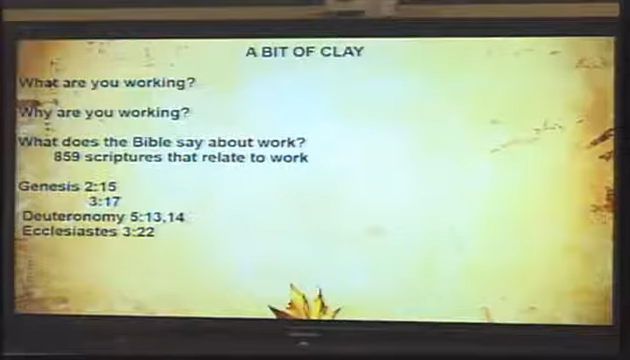 A BIT OF CLAY
What are you working?
Why are you working?
What does the Bible say about work?
859 scriptures that relate to work
Genesis 2:15
3:17
Deuteronomy 5:13,14
Ecclesiastes 3:22